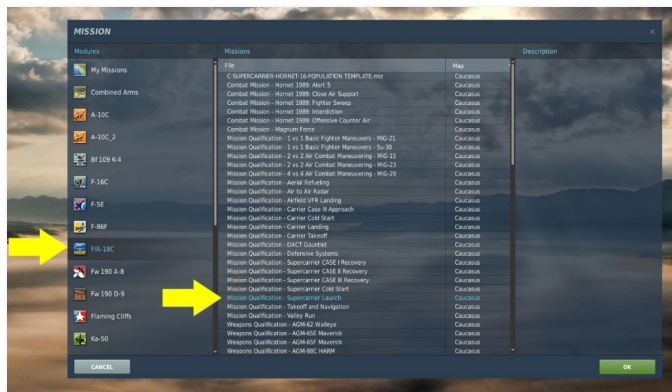 MISSION
Modules
My Missions
Combined Arms
A-10C
A-10C_2
Bf 109 K-4
F-16C
F-5E
F-86F
F/A-18C
Fw 190 A-8
Fw 190 D-9
Flaming Cliffs
Ka-50
CANCEL
Missions
File Map
C-SUPERCARRIER-HORNET-16-POPULATION TEMPLATE.miz Caucasus
Combat Mission - Hornet 1989: Alert 5 Caucasus
Combat Mission - Hornet 1989: Close Air Support Caucasus
Combat Mission - Hornet 1989: Fighter Sweep Caucasus
Combat Mission - Hornet 1989: Interdiction Caucasus
Combat Mission - Hornet 1989: Offensive Counter Air Caucasus
Combat Mission - Magnum Force Caucasus
Mission Qualification - 1 vs 1 Basic Fighter Maneuvers - MiG-21 Caucasus
Mission Qualification - 1 vs 1 Basic Fighter Maneuvers - Su-30 Caucasus
Mission Qualification - 2 vs 2 Air Combat Maneuvering - MiG-15 Caucasus
Mission Qualification - 2 vs 2 Air Combat Maneuvering - MiG-23 Caucasus
Mission Qualification - 4 vs 4 Air Combat Maneuvering - MiG-29 Caucasus
Mission Qualification - Aerial Refueling Caucasus
Mission Qualification - Air to Air Radar Caucasus
Mission Qualification - Airfield VFR Landing Caucasus
Mission Qualification - Carrier Case III Approach Caucasus
Mission Qualification - Carrier Cold Start Caucasus
Mission Qualification - Carrier Landing Caucasus
Mission Qualification - Carrier Takeoff Caucasus
Mission Qualification - DACT Gauntlet Caucasus
Mission Qualification - Defensive Systems Caucasus
Mission Qualification - Supercarrier CASE I Recovery Caucasus
Mission Qualification - Supercarrier CASE II Recovery Caucasus
Mission Qualification - Supercarrier CASE III Recovery Caucasus
Mission Qualification - Supercarrier Cold Start Caucasus
Mission Qualification - Supercarrier Launch Caucasus
Mission Qualification - Takeoff and Navigation Caucasus
Mission Qualification - Valley Run Caucasus
Weapons Qualification - AGM-62 Walleye Caucasus
Weapons Qualification - AGM-65E Maverick Caucasus
Weapons Qualification - AGM-65F Maverick Caucasus
Weapons Qualification - AGM-88C HARM Caucasus
Description
OK